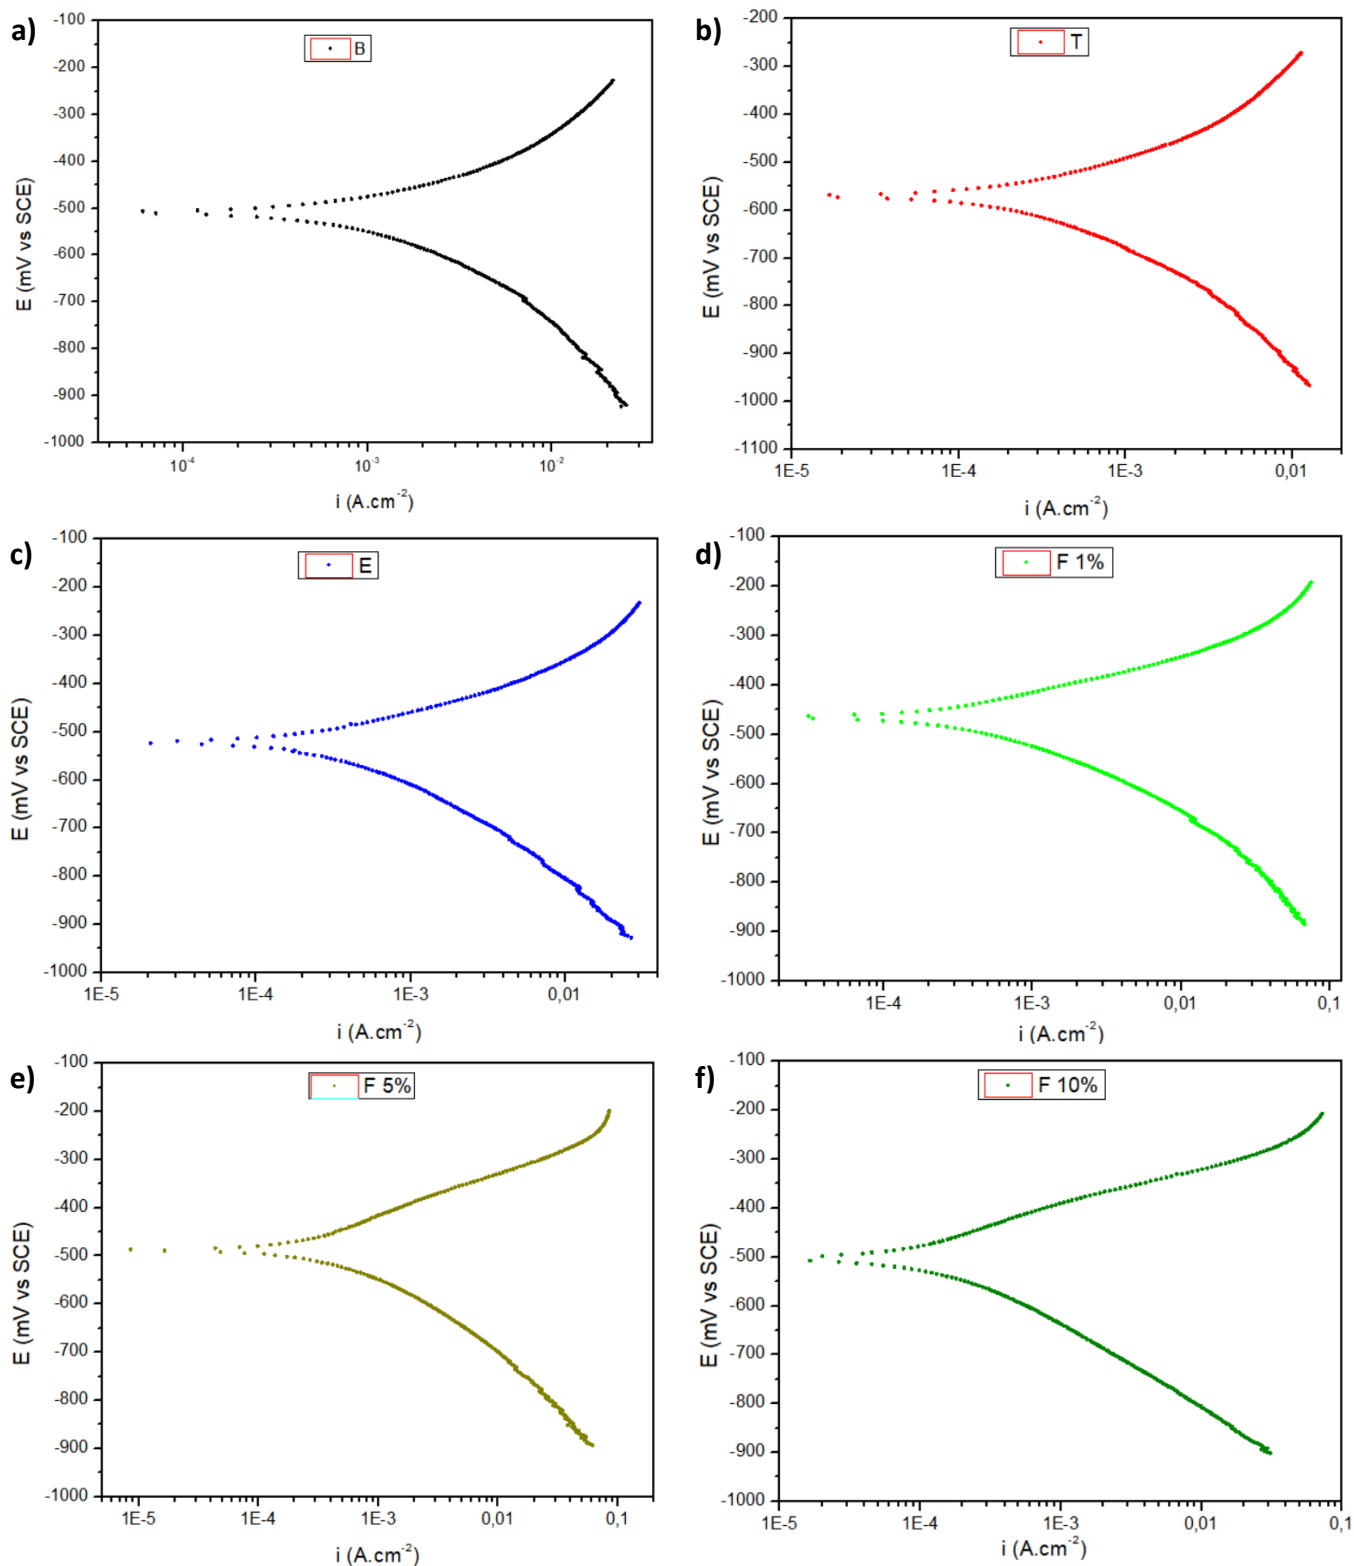 a)
B
-100
-200
-300
-400
-500
-600
-700
-800
-900
-1000
E (mV vs SCE)
10⁻⁴ 10⁻³ 10⁻²
i (A.cm⁻²)
b)
T
-200
-300
-400
-500
-600
-700
-800
-900
-1000
-1100
E (mV vs SCE)
1E-5 1E-4 1E-3 0,01
i (A.cm⁻²)
c)
E
-100
-200
-300
-400
-500
-600
-700
-800
-900
-1000
E (mV vs SCE)
1E-5 1E-4 1E-3 0,01
i (A.cm⁻²)
d)
F 1%
-100
-200
-300
-400
-500
-600
-700
-800
-900
-1000
E (mV vs SCE)
1E-4 1E-3 0,01 0,1
i (A.cm⁻²)
e)
F 5%
-100
-200
-300
-400
-500
-600
-700
-800
-900
-1000
E (mV vs SCE)
1E-5 1E-4 1E-3 0,01 0,1
i (A.cm⁻²)
f)
F 10%
-100
-200
-300
-400
-500
-600
-700
-800
-900
-1000
E (mV vs SCE)
1E-5 1E-4 1E-3 0,01 0,1
i (A.cm⁻²)